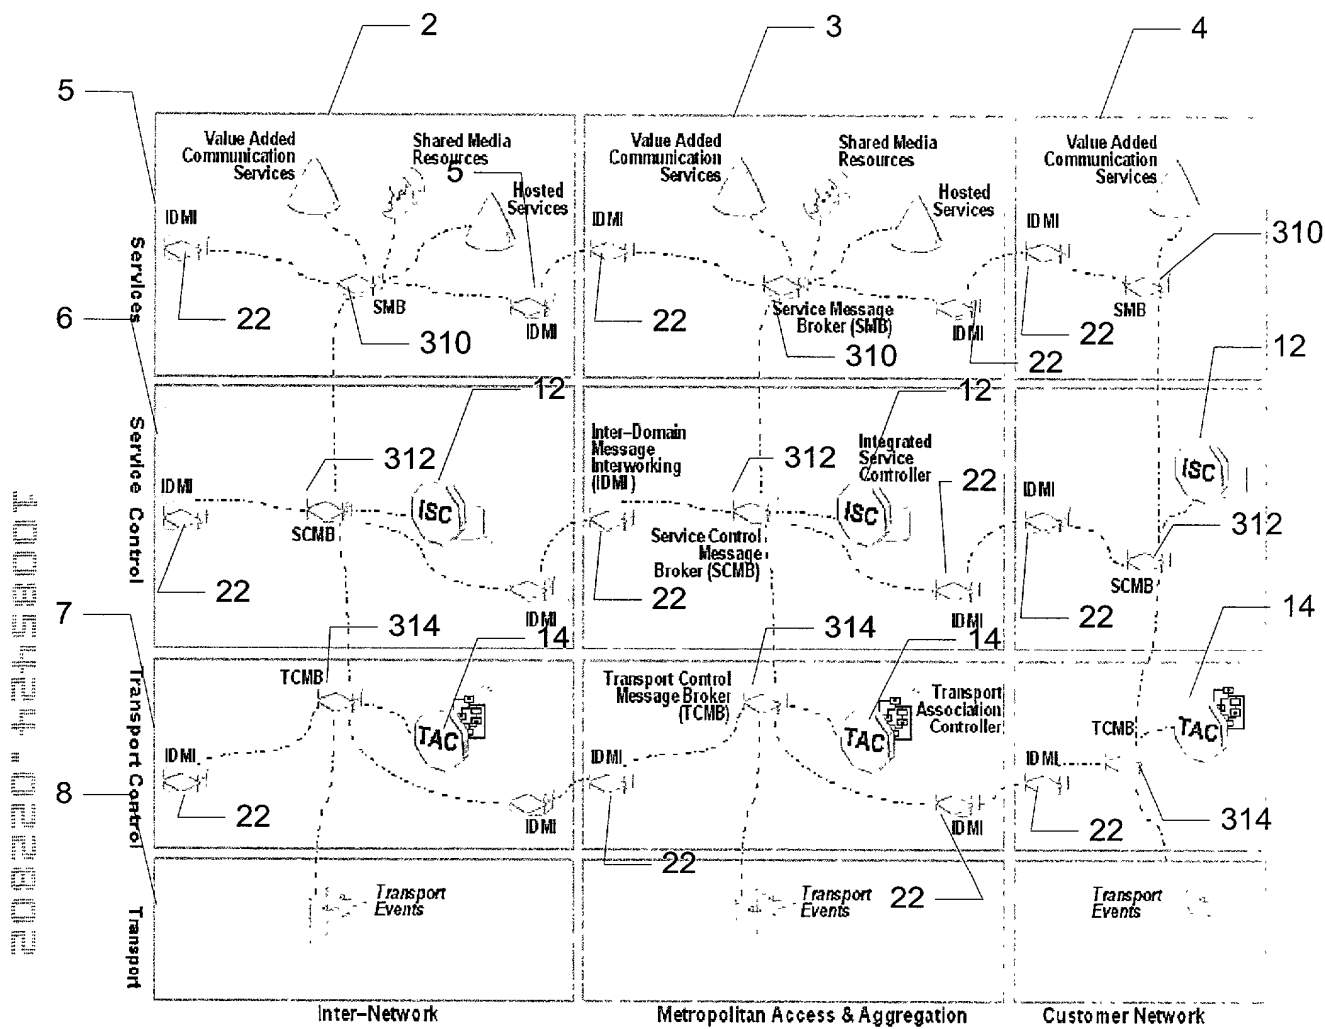 2
3
4
5
Value Added
Communication
Services
Shared Media
Resources
5
Hosted
Services
IDMI
22
SMB
310
IDMI
Value Added
Communication
Services
Shared Media
Resources
Hosted
Services
IDMI
22
Service Message
Broker (SMB)
310
IDMI
22
Value Added
Communication
Services
IDMI
310
SMB
22
Services
6
12
312
IDMI
SCMB
ISC
22
IDMI
Inter-Domain
Message
Interworking
(IDMI)
12
312
Integrated
Service
Controller
22
ISC
Service Control
Message
Broker (SCMB)
22
IDMI
12
ISC
IDMI
312
SCMB
22
Service Control
7
314
14
TCMB
TAC
IDMI
22
IDMI
314
14
Transport Control
Message Broker
(TCMB)
Transport
Association
Controller
TAC
IDMI
22
IDMI
22
14
TCMB
TAC
IDMI
314
22
Transport Control
8
Transport
Events
Transport
Events
Transport
Events
Transport
Inter-Network
Metropolitan Access & Aggregation
Customer Network
10085424.022802